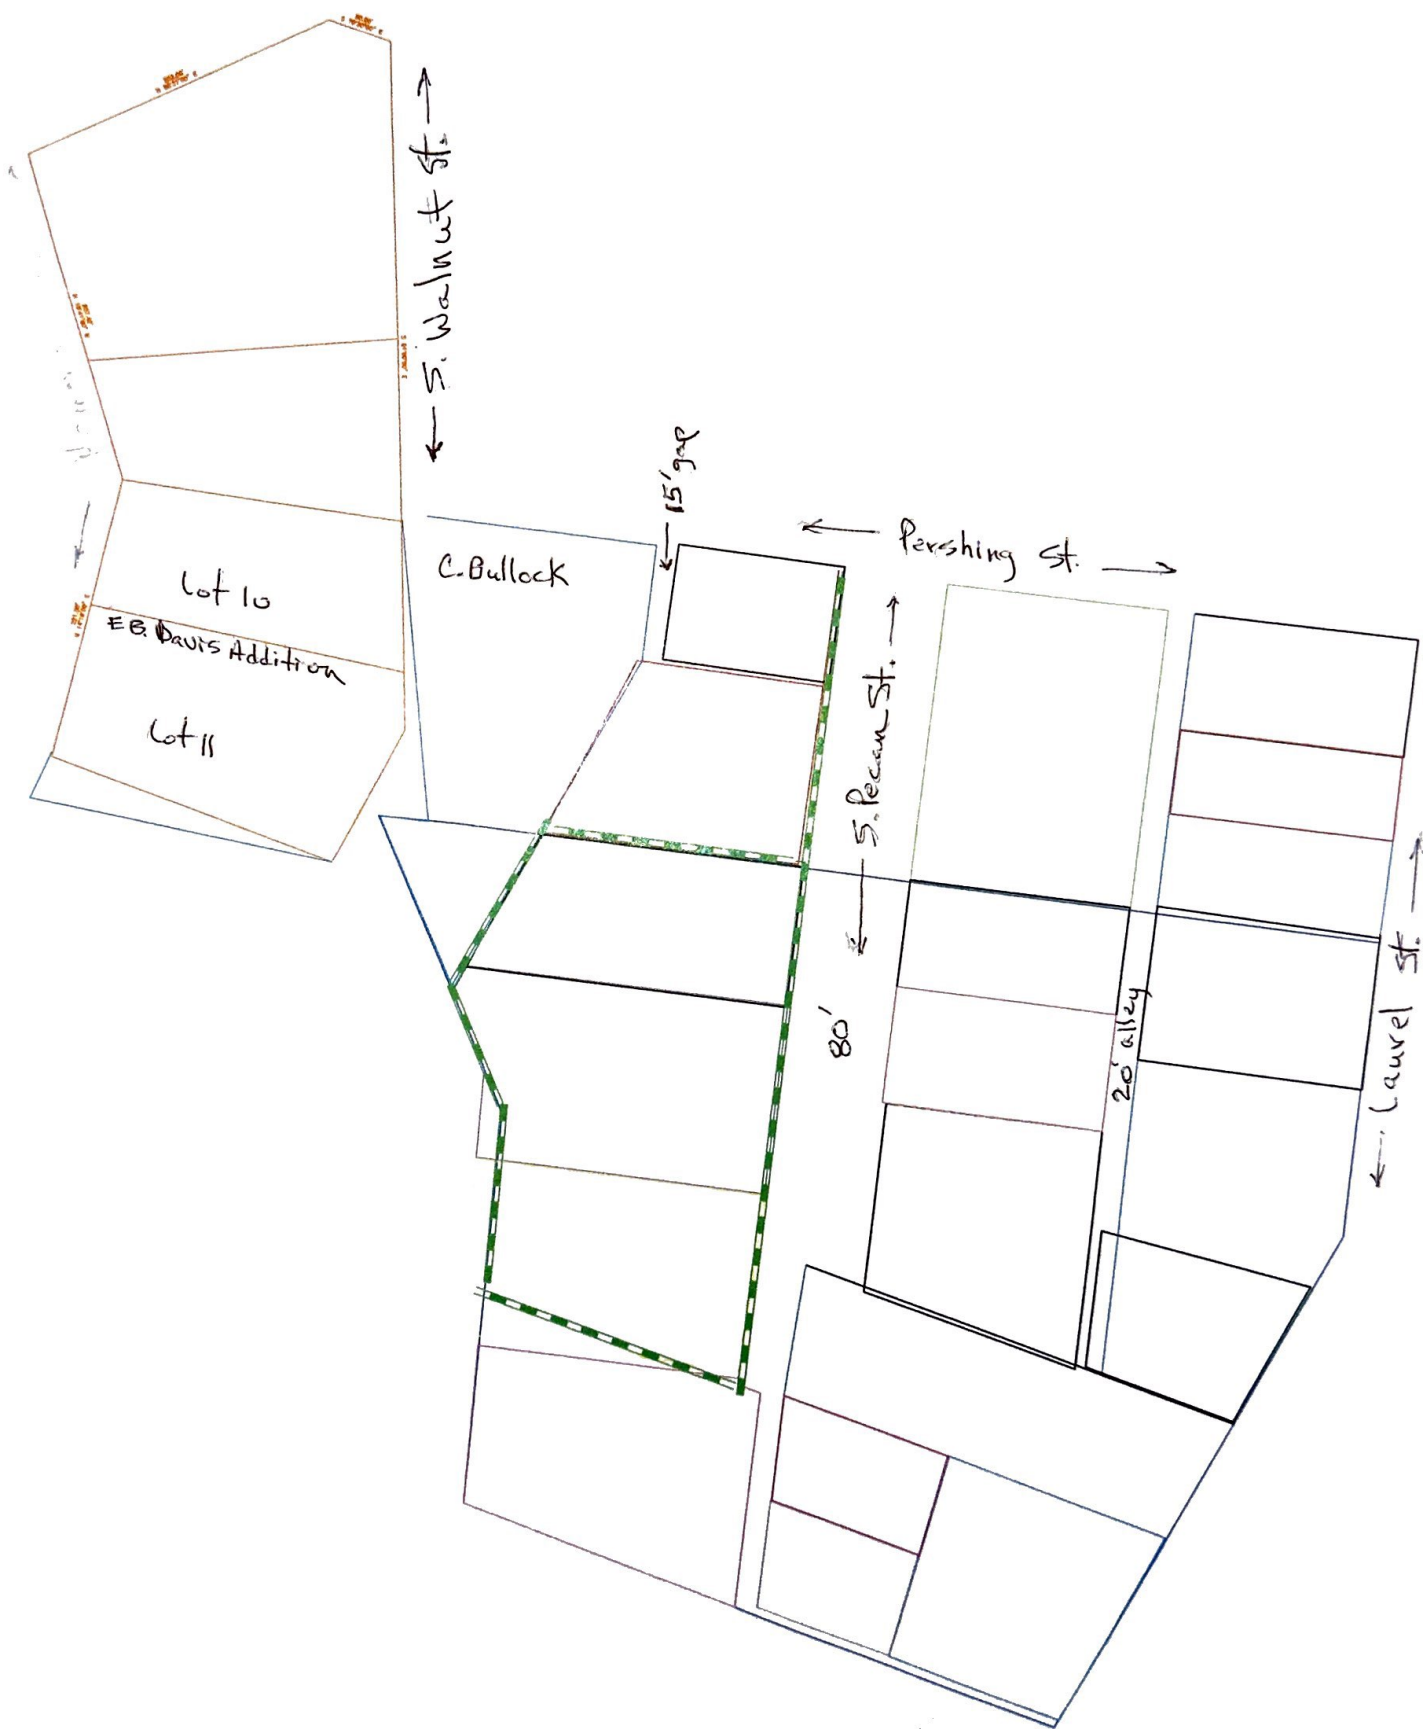 ← S. Walnut St. →
← 15' gap
← Pershing St. →
C. Bullock
Lot 10
E B. Davis Addition
Lot 11
← S. Pecan St. →
80'
20' alley
← Laurel St. →